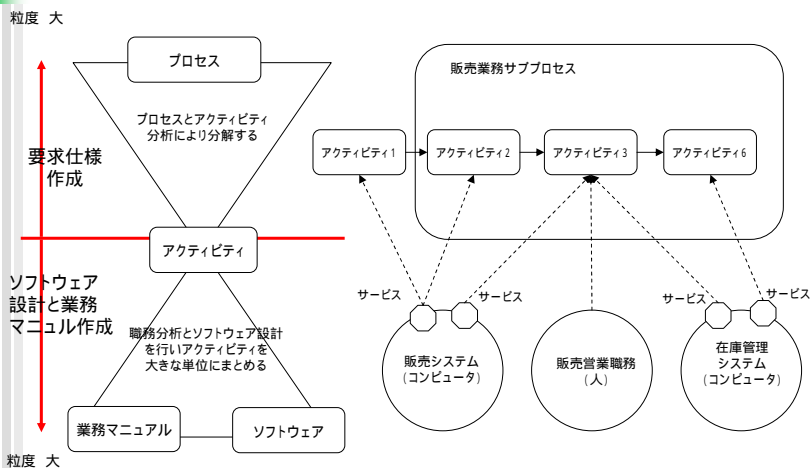 粒度 大
プロセス
プロセスとアクティビティ
分析により分解する
要求仕様
作成
アクティビティ
ソフトウェア
設計と業務
マニュル作成
職務分析とソフトウェア設計
を行いアクティビティを
大きな単位にまとめる
業務マニュアル
ソフトウェア
粒度 大
販売業務サブプロセス
アクティビティ1
アクティビティ2
アクティビティ3
アクティビティ6
サービス
サービス
サービス
サービス
販売システム
(コンピュータ)
販売営業職務
(人)
在庫管理
システム
(コンピュータ)